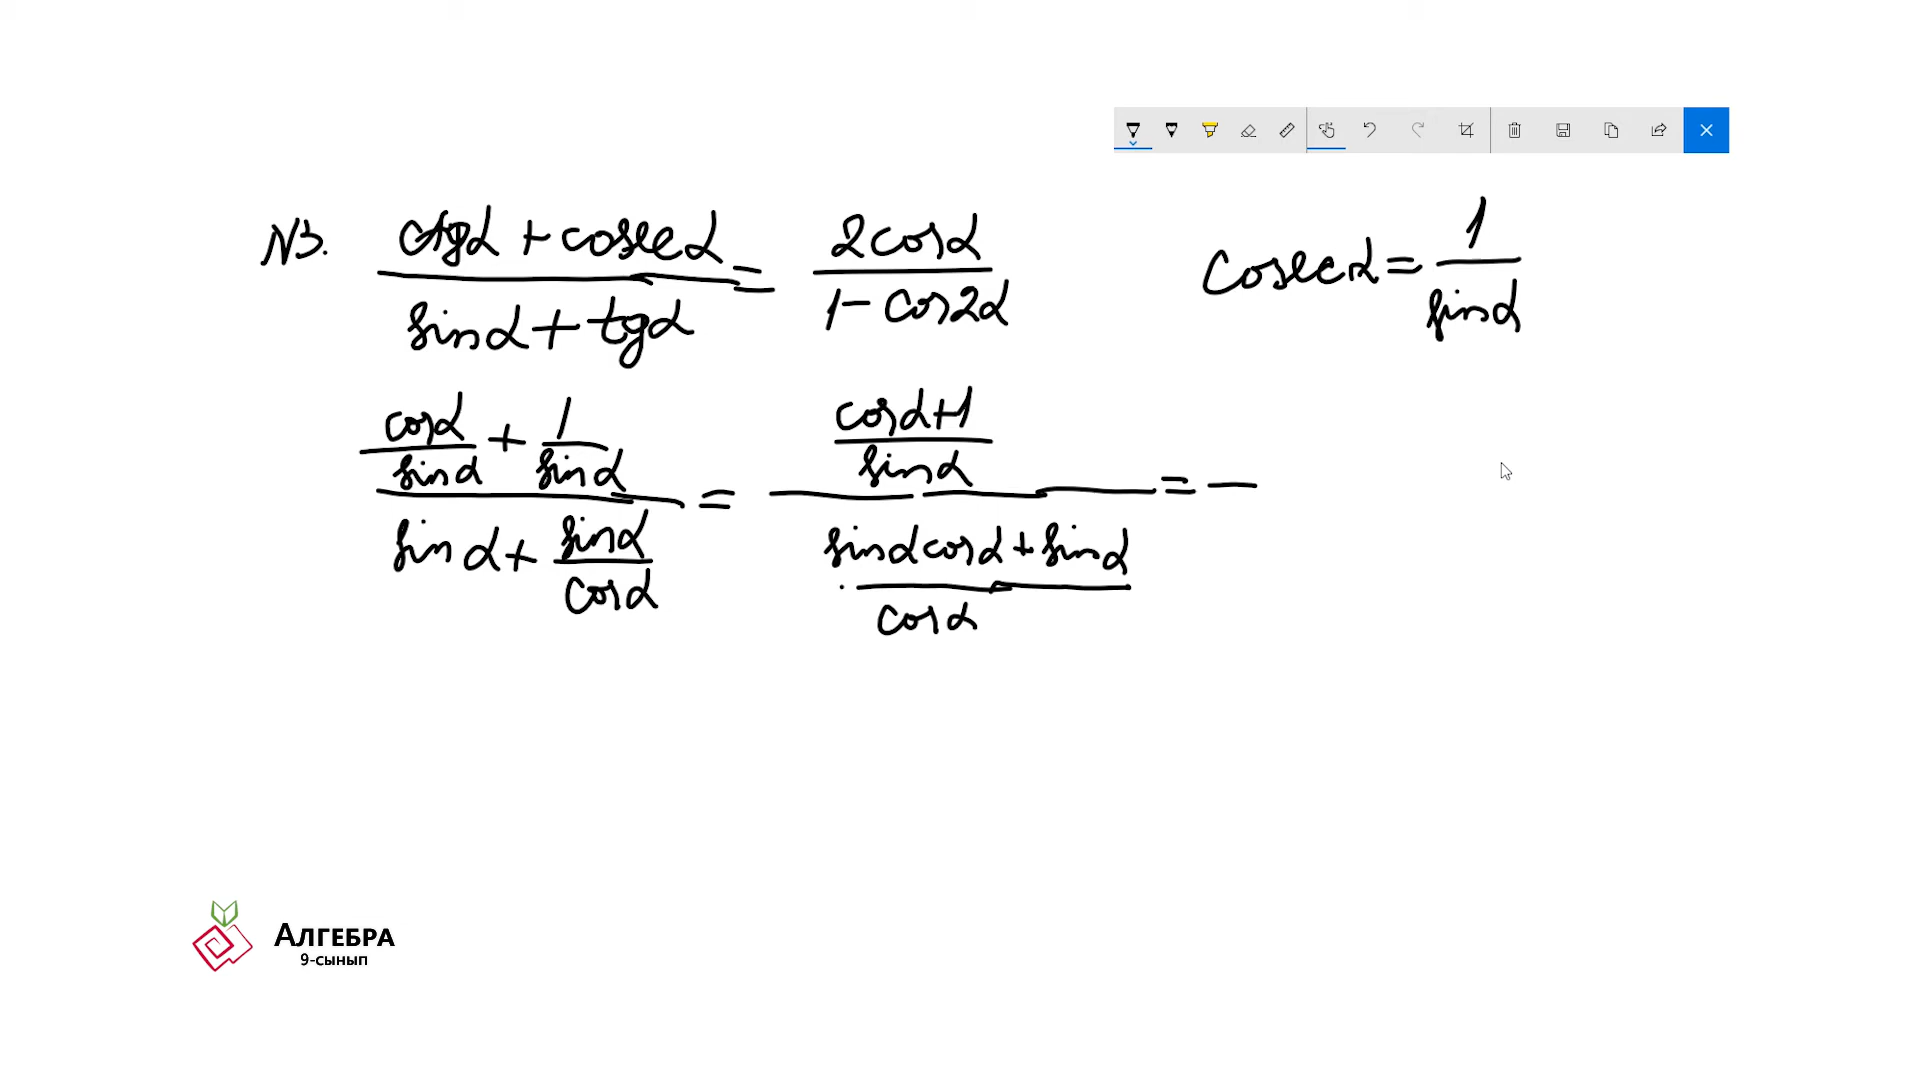 N3. (ctgα + cosecα)/(sinα + tgα) = 2cosα/(1 - cos2α)
cosecα = 1/sinα
(cosα/sinα + 1/sinα)/(sinα + sinα/cosα) = ((cosα+1)/sinα)/((sinαcosα + sinα)/cosα) = —
АЛГЕБРА
9-сынып